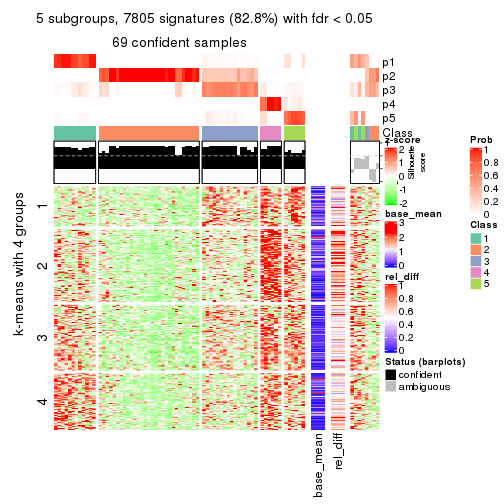 5 subgroups, 7805 signatures (82.8%) with fdr < 0.05
69 confident samples
p1
p2
p3
p4
p5
Class
z-score
2
1
0
-1
-2
Silhouette
score
base_mean
3
2
1
0
rel_diff
1
0.8
0.6
0.4
0.2
0
Status (barplots)
confident
ambiguous
Prob
1
0.8
0.6
0.4
0.2
0
Class
1
2
3
4
5
k-means with 4 groups
1
2
3
4
base_mean
rel_diff